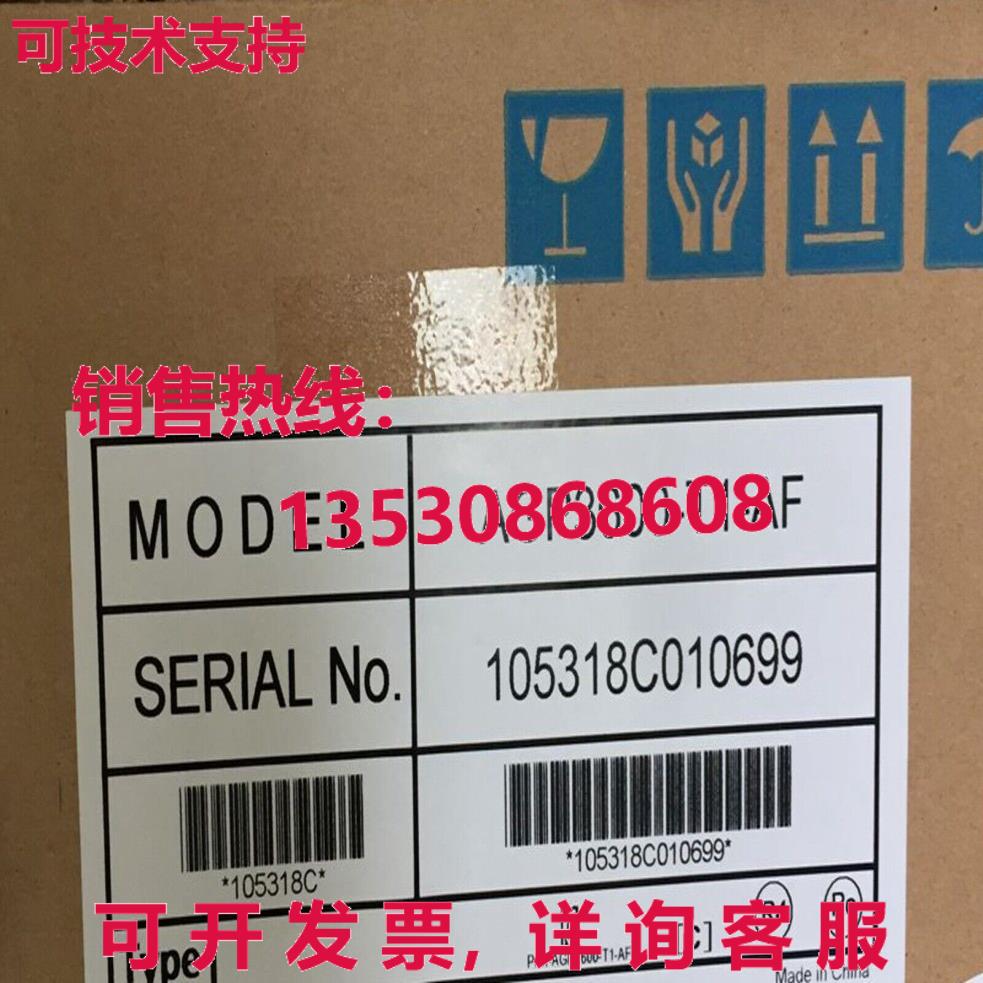 可技术支持
销售热线：
13530868608
MODEL
SERIAL No.
105318C010699
*105318C*
*105318C010699*
可开发票, 详询客服
Type
Made in China